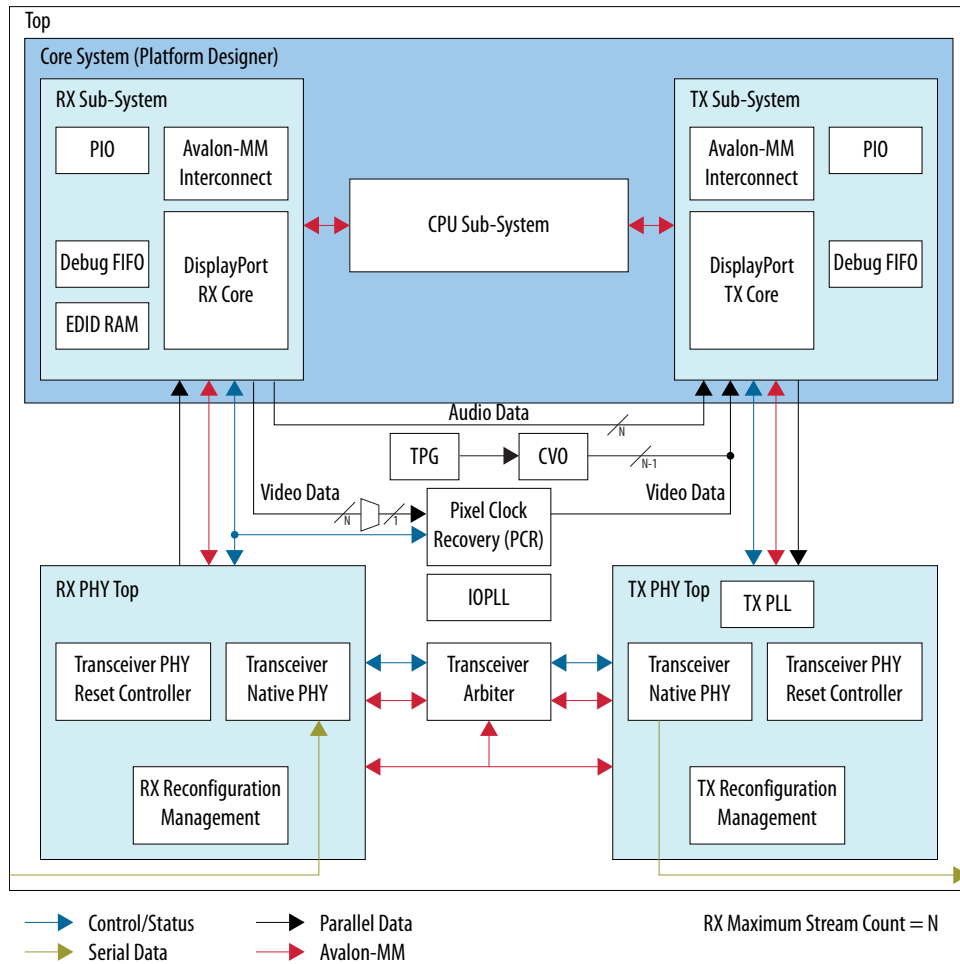 Top
Core System (Platform Designer)
RX Sub-System
PIO
Avalon-MM
Interconnect
Debug FIFO
DisplayPort
RX Core
EDID RAM
CPU Sub-System
TX Sub-System
Avalon-MM
Interconnect
PIO
DisplayPort
TX Core
Debug FIFO
Audio Data
N
TPG
CVO
N-1
Video Data
N
1
Pixel Clock
Recovery (PCR)
Video Data
IOPLL
RX PHY Top
Transceiver PHY
Reset Controller
Transceiver
Native PHY
RX Reconfiguration
Management
Transceiver
Arbiter
TX PHY Top
TX PLL
Transceiver
Native PHY
Transceiver PHY
Reset Controller
TX Reconfiguration
Management
Control/Status
Parallel Data
RX Maximum Stream Count = N
Serial Data
Avalon-MM